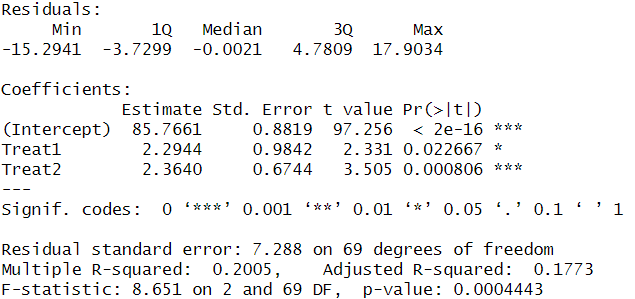 Residuals:
     Min       1Q   Median       3Q      Max
-15.2941  -3.7299  -0.0021   4.7809  17.9034
Coefficients:
            Estimate Std. Error t value Pr(>|t|)
(Intercept)  85.7661     0.8819  97.256  < 2e-16 ***
Treat1        2.2944     0.9842   2.331 0.022667 *
Treat2        2.3640     0.6744   3.505 0.000806 ***
---
Signif. codes:  0 ‘***’ 0.001 ‘**’ 0.01 ‘*’ 0.05 ‘.’ 0.1 ‘ ’ 1
Residual standard error: 7.288 on 69 degrees of freedom
Multiple R-squared:  0.2005,    Adjusted R-squared:  0.1773
F-statistic: 8.651 on 2 and 69 DF,  p-value: 0.0004443